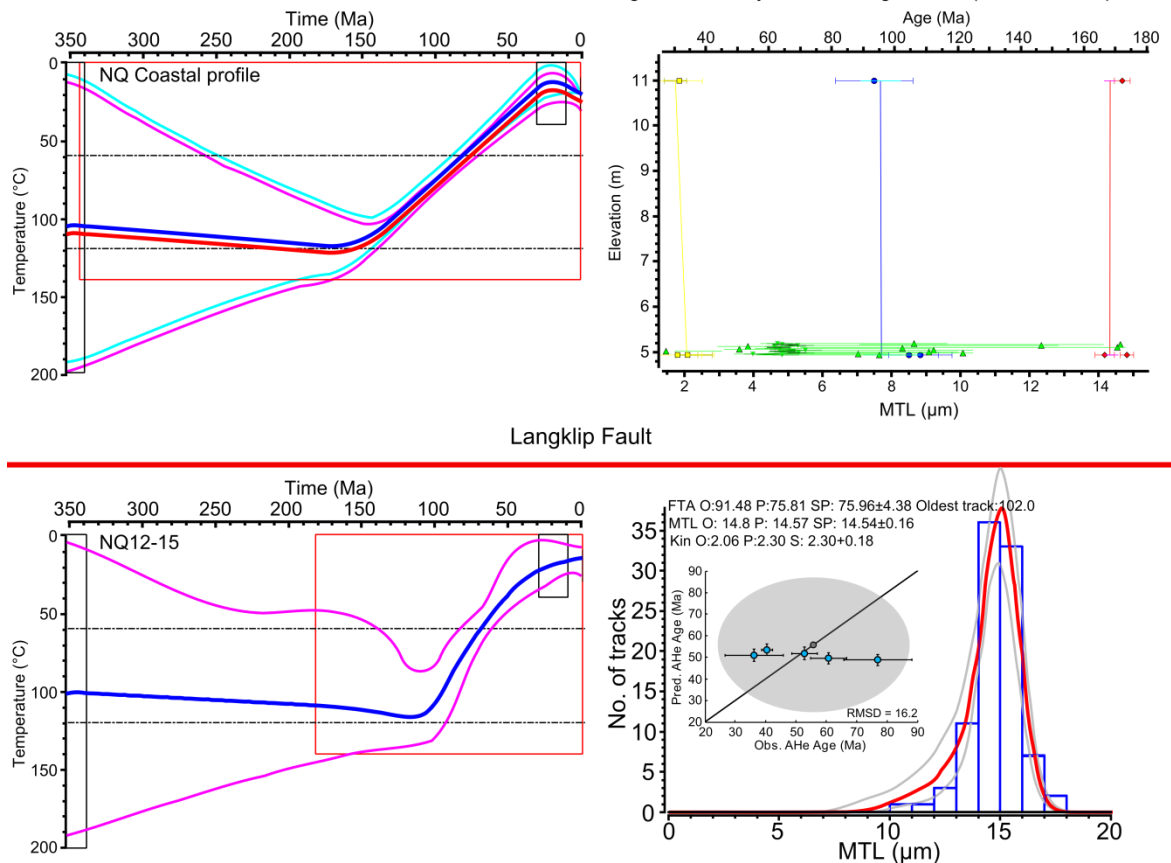 Time (Ma)
350 300 250 200 150 100 50 0
NQ Coastal profile
0
50
100
150
200
Temperature (°C)
Age (Ma)
40 60 80 100 120 140 160 180
11
10
9
8
7
6
5
Elevation (m)
2 4 6 8 10 12 14
MTL (µm)
Langklip Fault
Time (Ma)
350 300 250 200 150 100 50 0
NQ12-15
0
50
100
150
200
Temperature (°C)
FTA O:91.48 P:75.81 SP: 75.96±4.38 Oldest track:102.0
MTL O: 14.8 P: 14.57 SP: 14.54±0.16
Kin O:2.06 P:2.30 S: 2.30+0.18
35
30
25
20
15
10
5
0
No. of tracks
90
80
70
60
50
40
30
20
Pred. AHe Age (Ma)
RMSD = 16.2
20 30 40 50 60 70 80 90
Obs. AHe Age (Ma)
0 5 10 15 20
MTL (µm)